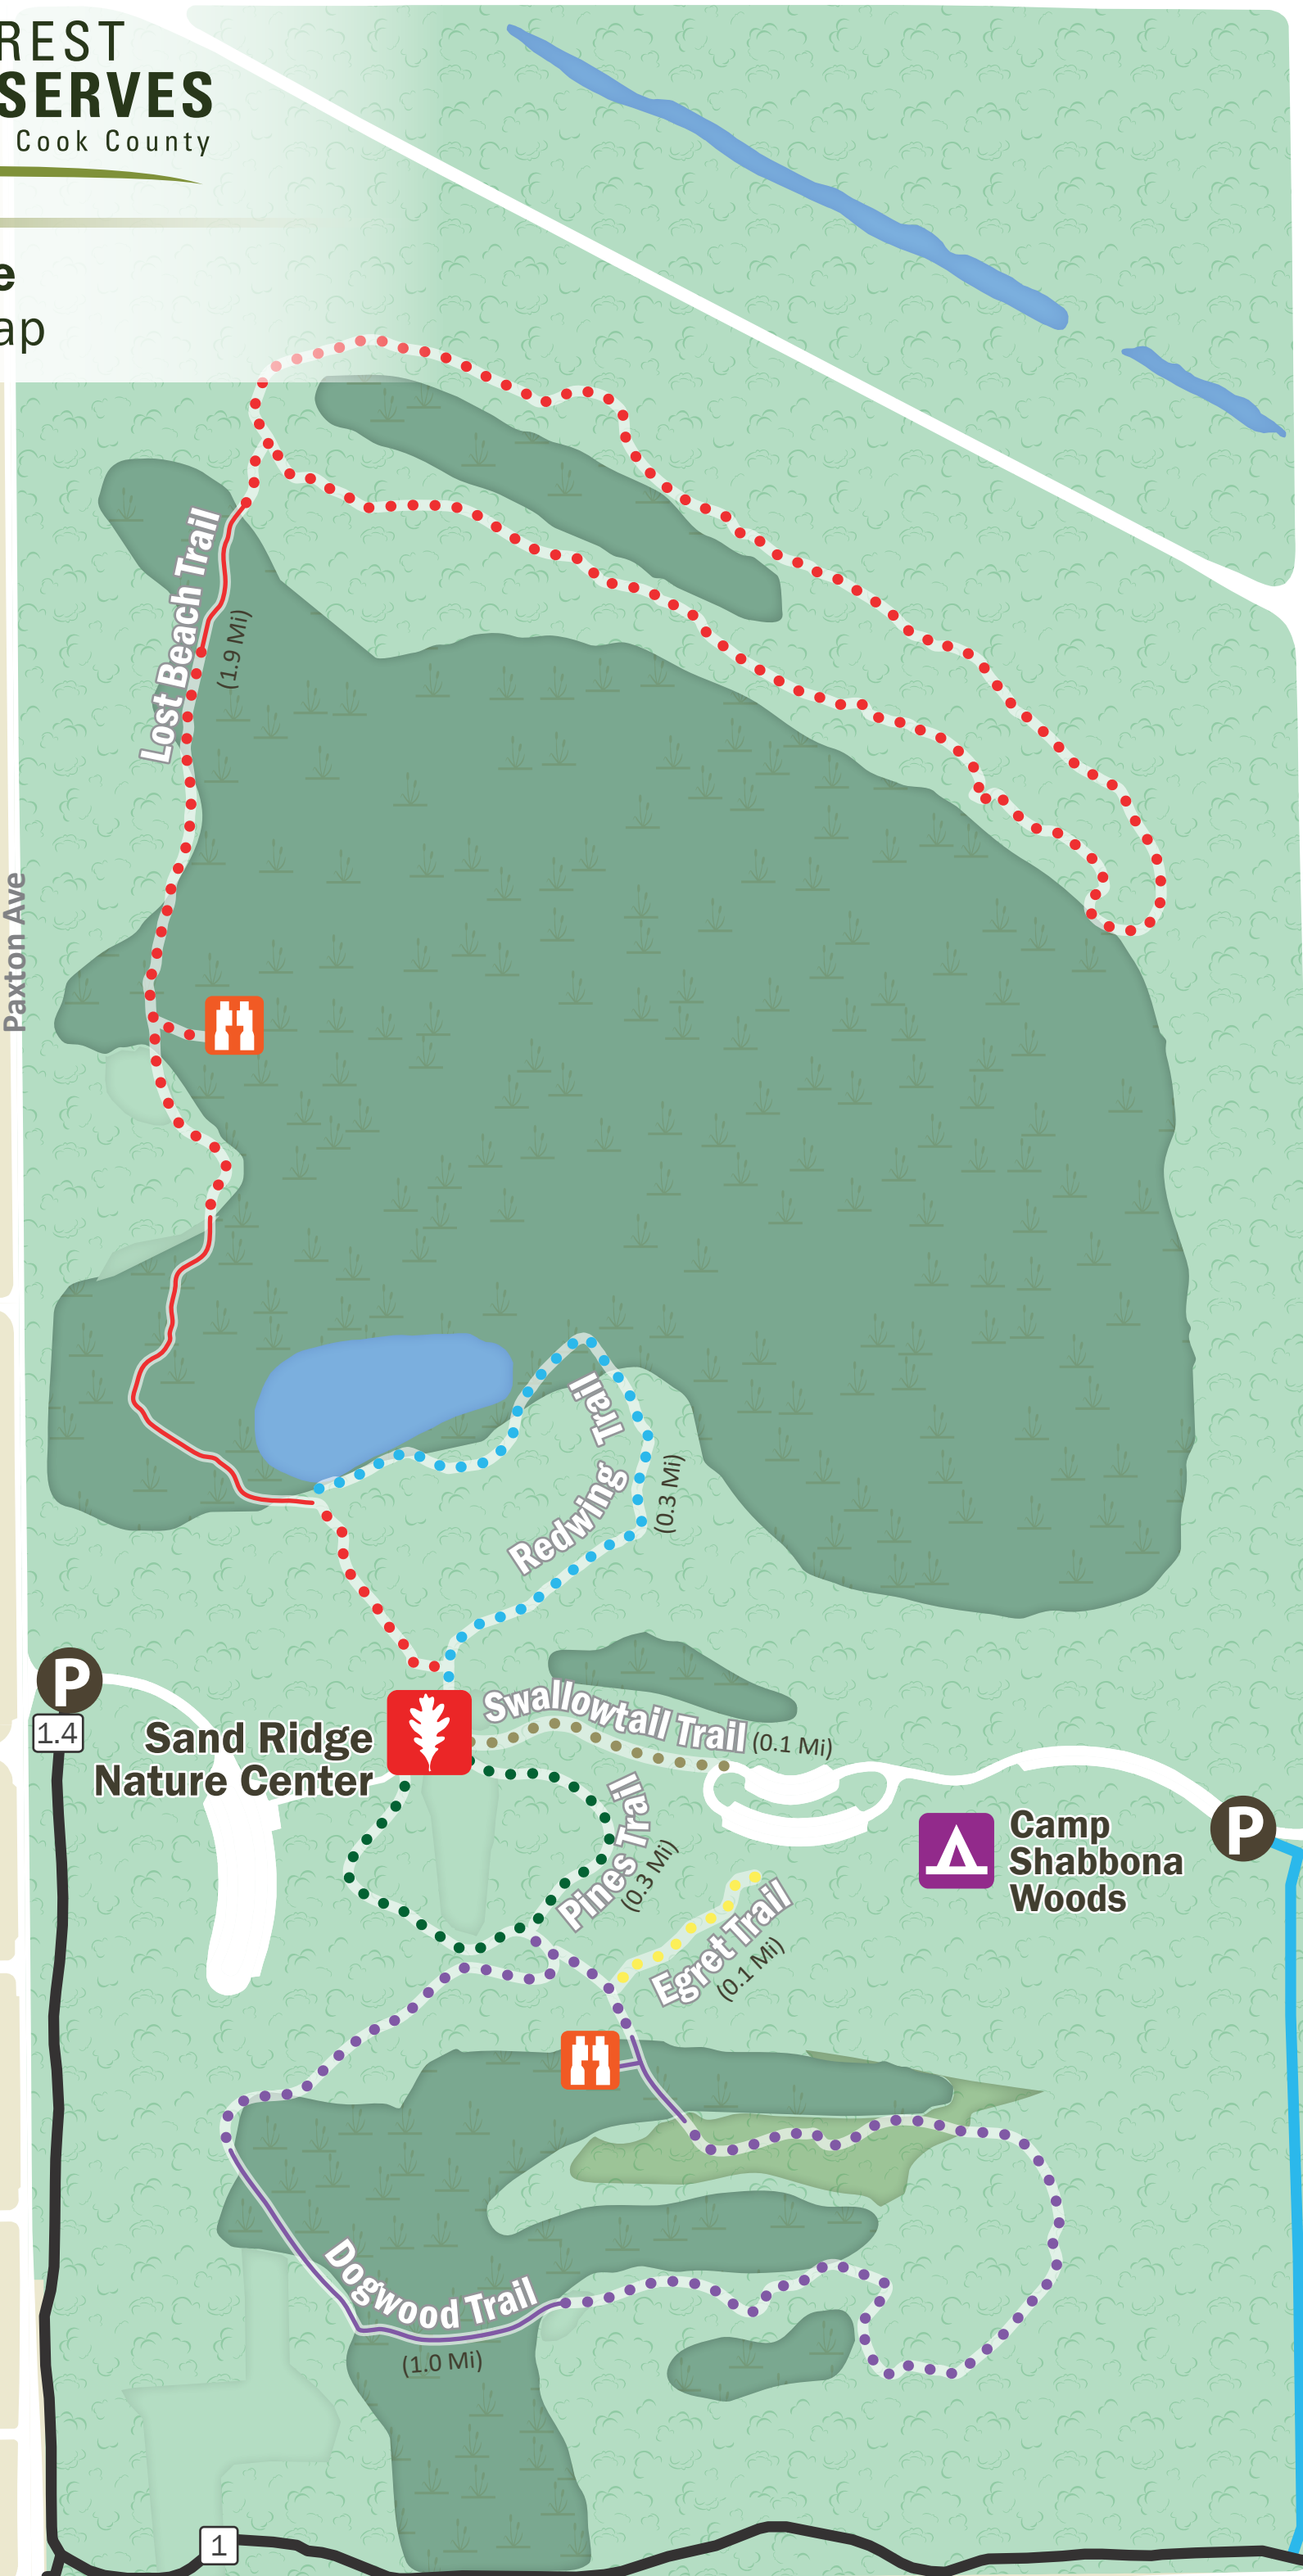 REST
SERVES
Cook County
e
ap
Lost Beach Trail
(1.9 Mi)
Paxton Ave
Trail
Redwing
(0.3 Mi)
P
1.4
Sand Ridge
Nature Center
Swallowtail Trail
(0.1 Mi)
Pines Trail
(0.3 Mi)
P
Camp
Shabbona
Woods
Egret Trail
(0.1 Mi)
Dogwood Trail
(1.0 Mi)
1